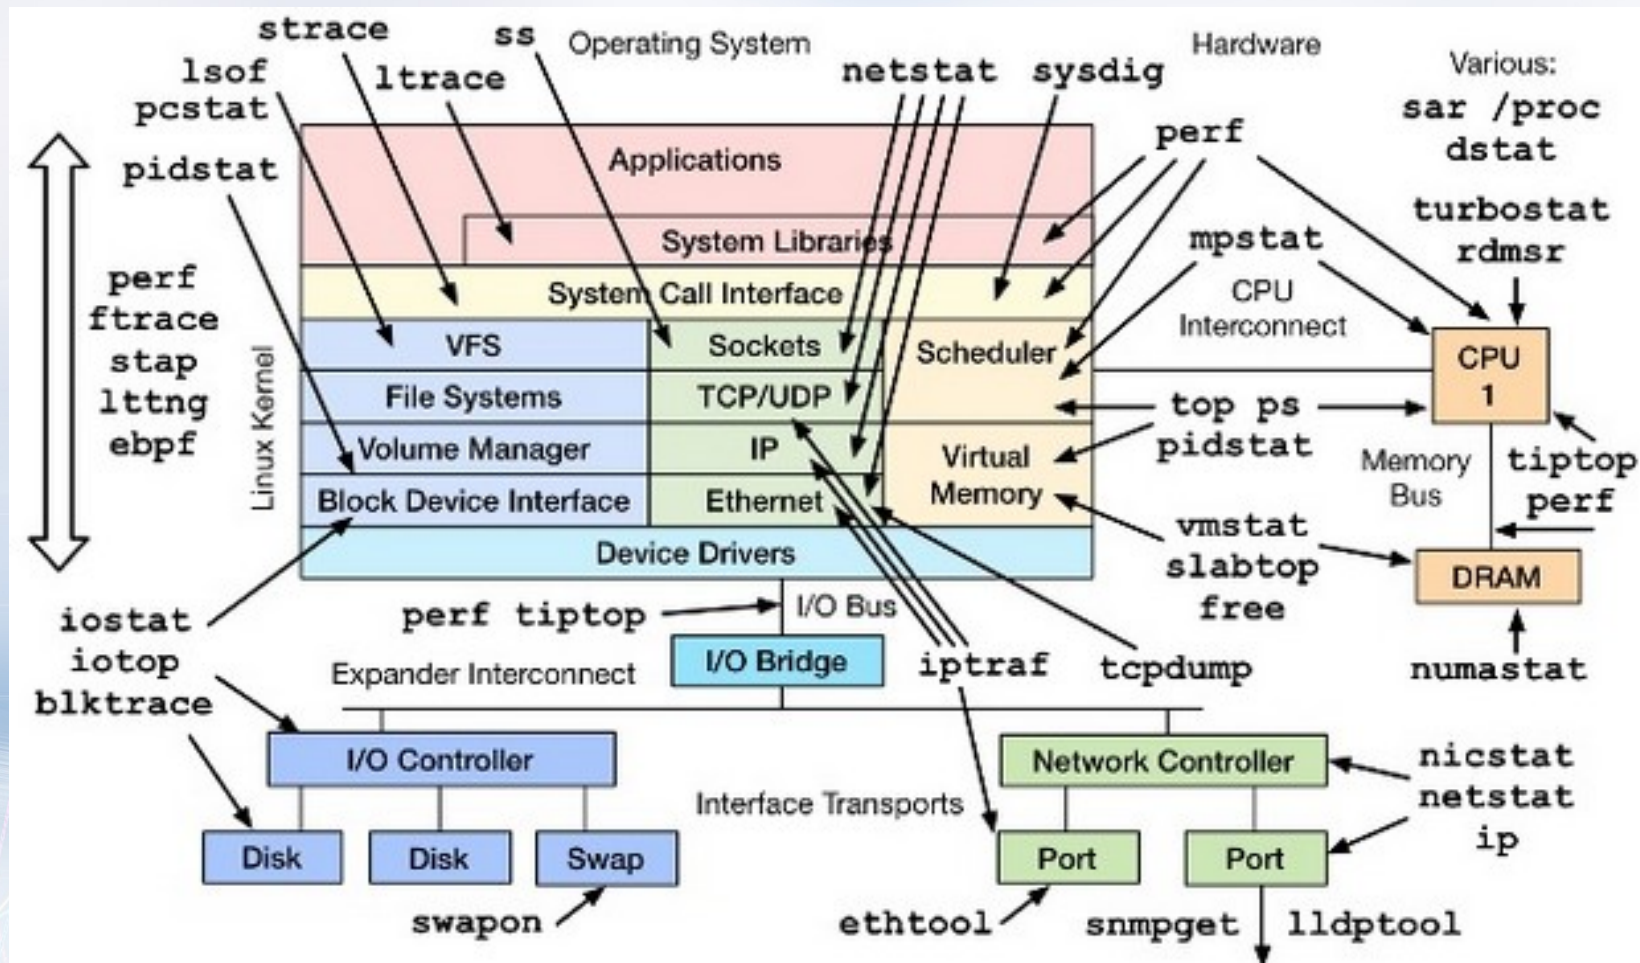 strace
ss
Operating System
Hardware
lsof
pcstat
ltrace
netstat
sysdig
Various:
sar /proc
dstat
perf
pidstat
Applications
turbostat
rdmsr
System Libraries
mpstat
perf
ftrace
stap
lttng
ebpf
System Call Interface
CPU
Interconnect
Linux Kernel
VFS
Sockets
Scheduler
CPU
1
File Systems
TCP/UDP
top ps
pidstat
Volume Manager
IP
Virtual
Memory
Memory
Bus
tiptop
perf
Block Device Interface
Ethernet
vmstat
slabtop
free
Device Drivers
DRAM
iostat
iotop
blktrace
perf tiptop
I/O Bus
I/O Bridge
iptraf
tcpdump
numastat
Expander Interconnect
I/O Controller
Network Controller
nicstat
netstat
ip
Interface Transports
Disk
Disk
Swap
Port
Port
swapon
ethtool
snmpget
lldptool